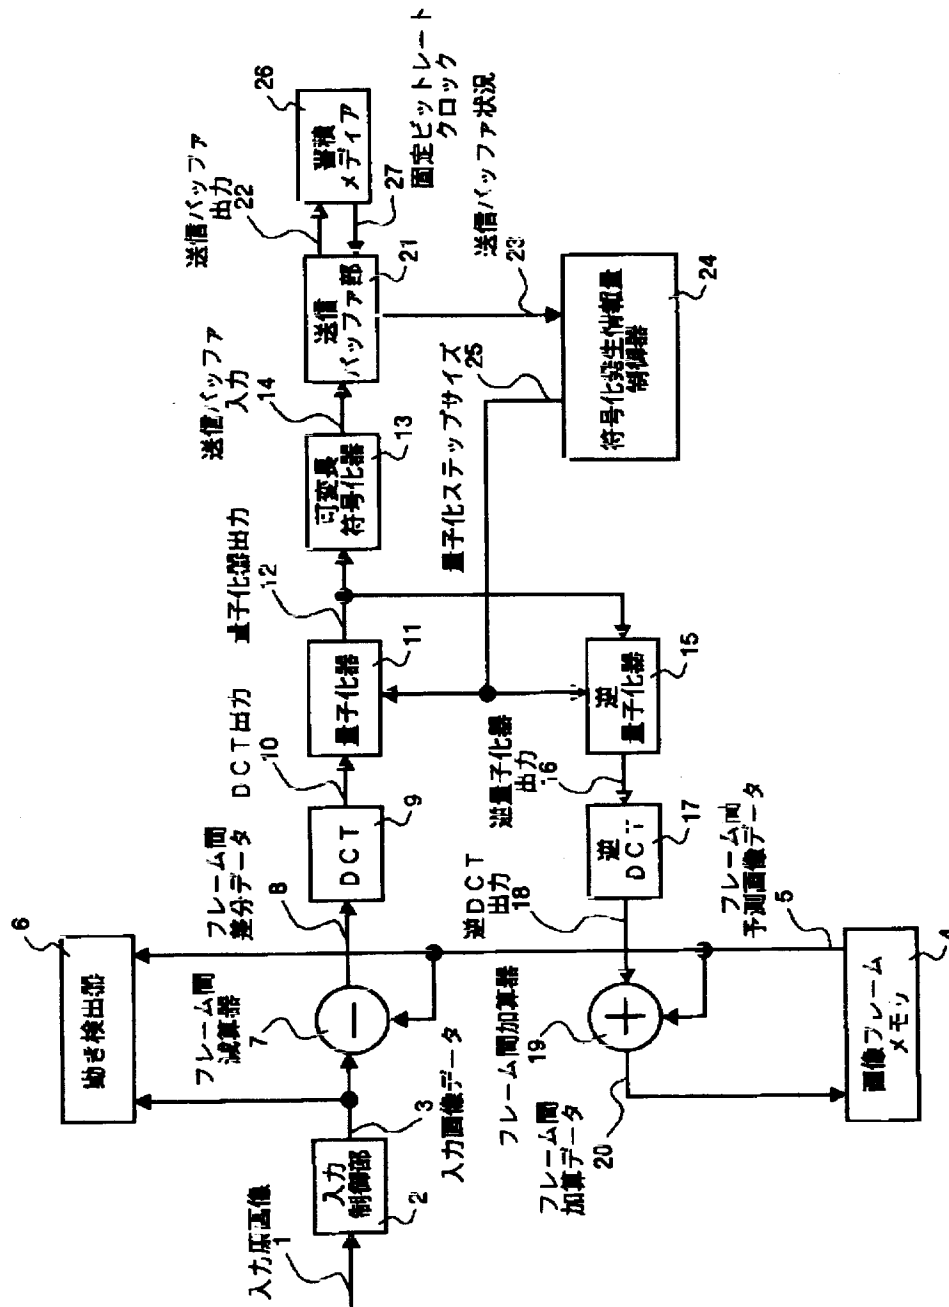 入力原画像
1
入力
制御部
2
3
入力画像データ
動き検出部
6
フレーム間
減算器
7
フレーム間
差分データ
8
DCT
9
DCT出力
10
量子化器
11
量子化器出力
12
可変長
符号化器
13
送信バッファ
入力
14
送信
バッファ部
21
送信バッファ
出力
22
蓄積
メディア
26
27
固定ビットレート
クロック
送信バッファ状況
23
符号化発生情報量
制御器
24
量子化ステップサイズ
25
逆
量子化器
15
逆量子化器
出力
16
逆
DCT
17
逆DCT
出力
18
フレーム間加算器
19
フレーム間
加算データ
20
フレーム間
予測画像データ
5
画像フレーム
メモリ
4